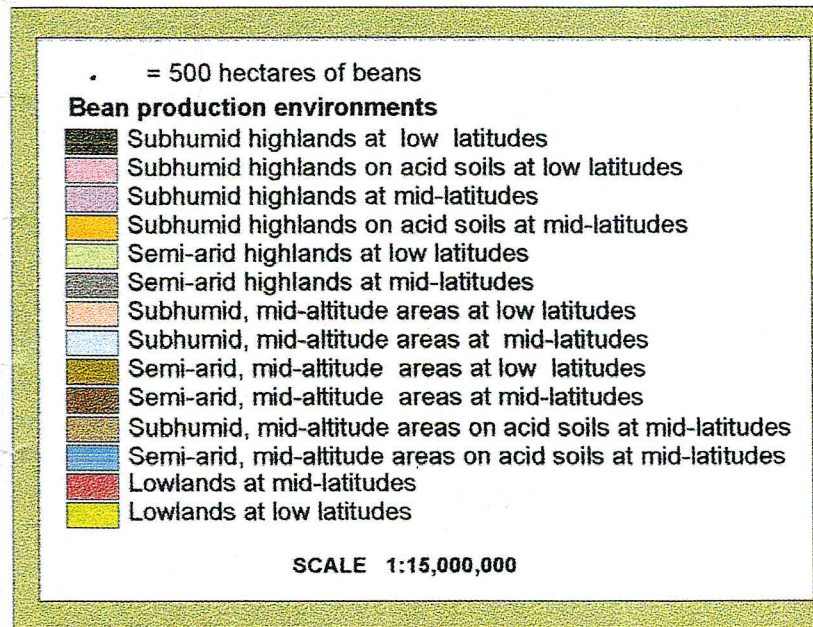 . = 500 hectares of beans
Bean production environments
Subhumid highlands at low latitudes
Subhumid highlands on acid soils at low latitudes
Subhumid highlands at mid-latitudes
Subhumid highlands on acid soils at mid-latitudes
Semi-arid highlands at low latitudes
Semi-arid highlands at mid-latitudes
Subhumid, mid-altitude areas at low latitudes
Subhumid, mid-altitude areas at mid-latitudes
Semi-arid, mid-altitude areas at low latitudes
Semi-arid, mid-altitude areas at mid-latitudes
Subhumid, mid-altitude areas on acid soils at mid-latitudes
Semi-arid, mid-altitude areas on acid soils at mid-latitudes
Lowlands at mid-latitudes
Lowlands at low latitudes
SCALE 1:15,000,000